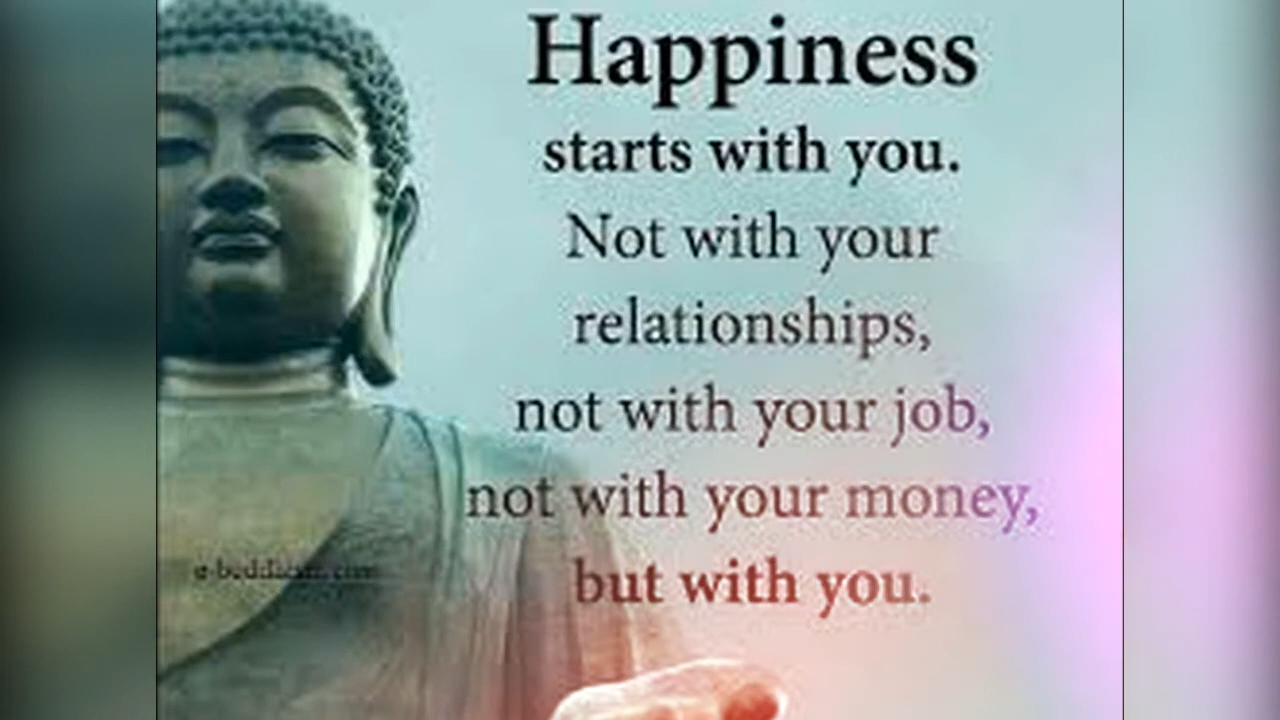 Happiness
starts with you.
Not with your
relationships,
not with your job,
not with your money,
but with you.